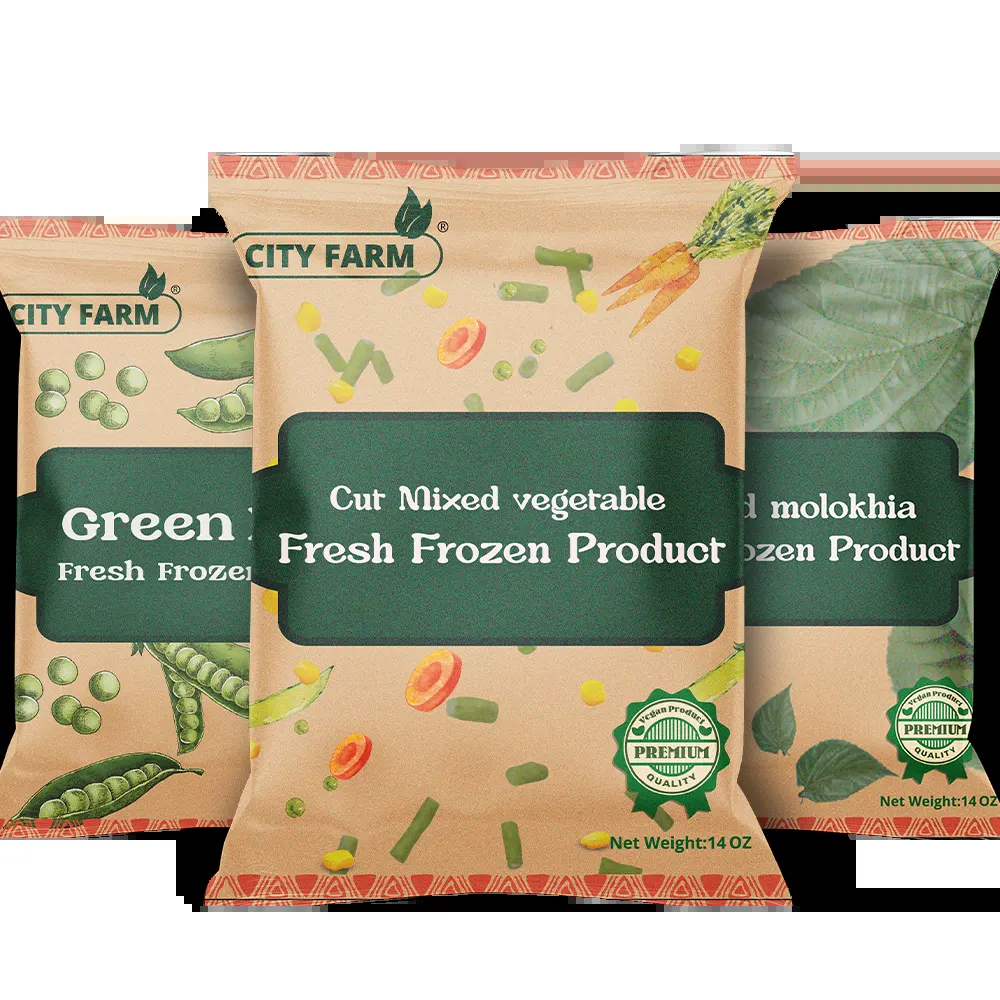 CITY FARM
®
Green
Fresh Frozen
CITY FARM
®
Cut Mixed vegetable
Fresh Frozen Product
Vegan Product
PREMIUM
QUALITY
Net Weight:14 OZ
molokhia
Frozen Product
Vegan Product
PREMIUM
QUALITY
Net Weight:14 OZ